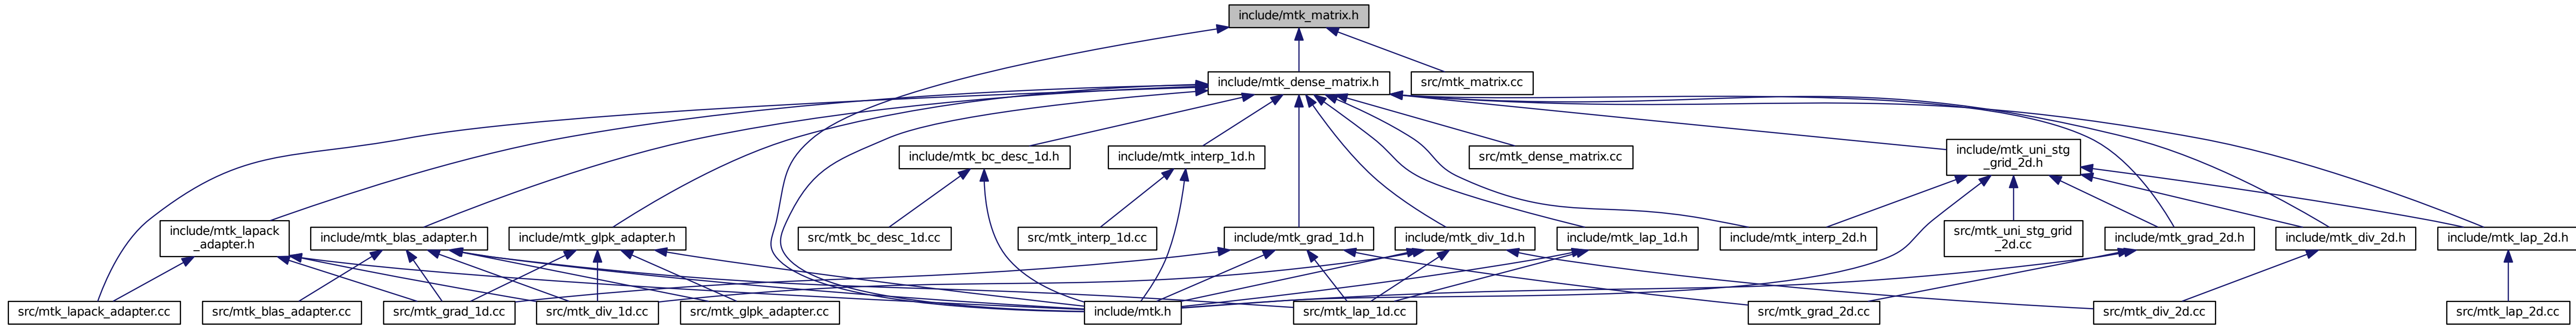 include/mtk_matrix.h
include/mtk_dense_matrix.h
src/mtk_matrix.cc
include/mtk_bc_desc_1d.h
include/mtk_interp_1d.h
src/mtk_dense_matrix.cc
include/mtk_uni_stg
_grid_2d.h
include/mtk_lapack
_adapter.h
include/mtk_blas_adapter.h
include/mtk_glpk_adapter.h
src/mtk_bc_desc_1d.cc
src/mtk_interp_1d.cc
include/mtk_grad_1d.h
include/mtk_div_1d.h
include/mtk_lap_1d.h
include/mtk_interp_2d.h
src/mtk_uni_stg_grid
_2d.cc
include/mtk_grad_2d.h
include/mtk_div_2d.h
include/mtk_lap_2d.h
src/mtk_lapack_adapter.cc
src/mtk_blas_adapter.cc
src/mtk_grad_1d.cc
src/mtk_div_1d.cc
src/mtk_glpk_adapter.cc
include/mtk.h
src/mtk_lap_1d.cc
src/mtk_grad_2d.cc
src/mtk_div_2d.cc
src/mtk_lap_2d.cc